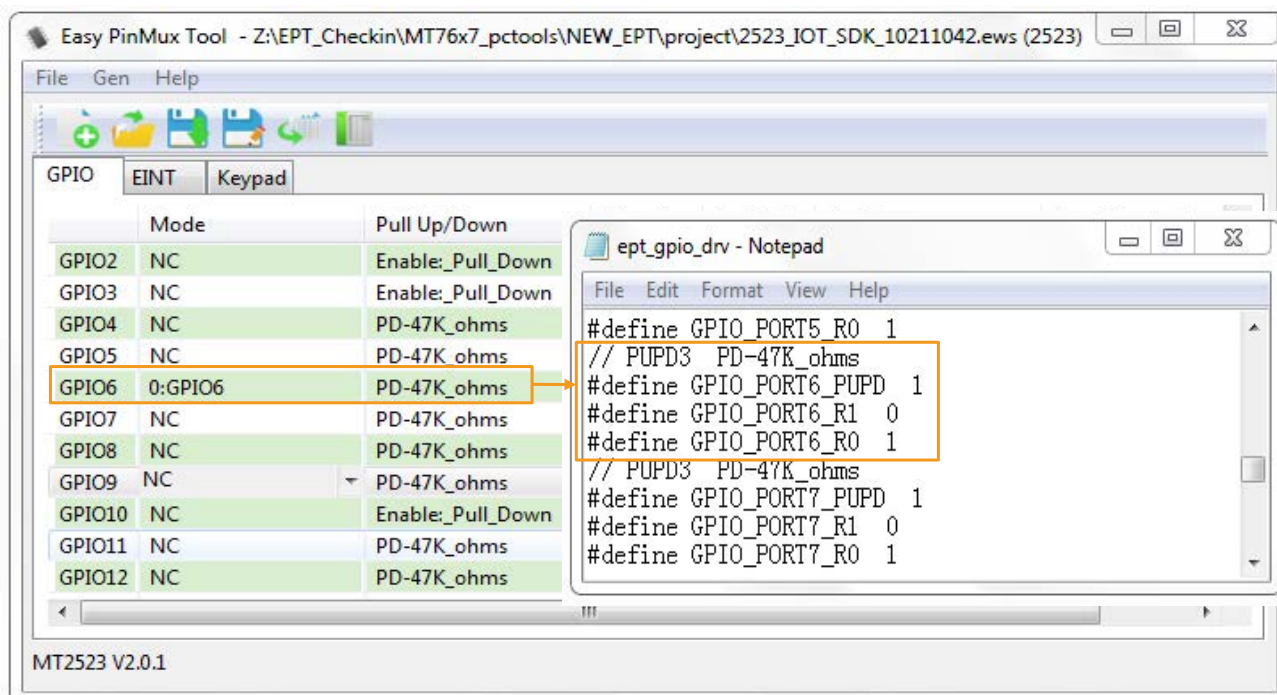 Easy PinMux Tool - Z:\EPT_Checkin\MT76x7_pctools\NEW_EPT\project\2523_IOT_SDK_10211042.ews (2523)
File Gen Help
GPIO EINT Keypad
Mode Pull Up/Down
GPIO2 NC Enable:_Pull_Down
GPIO3 NC Enable:_Pull_Down
GPIO4 NC PD-47K_ohms
GPIO5 NC PD-47K_ohms
GPIO6 0:GPIO6 PD-47K_ohms
GPIO7 NC PD-47K_ohms
GPIO8 NC PD-47K_ohms
GPIO9 NC PD-47K_ohms
GPIO10 NC Enable:_Pull_Down
GPIO11 NC PD-47K_ohms
GPIO12 NC PD-47K_ohms
ept_gpio_drv - Notepad
File Edit Format View Help
#define GPIO_PORT5_R0 1
// PUPD3 PD-47K_ohms
#define GPIO_PORT6_PUPD 1
#define GPIO_PORT6_R1 0
#define GPIO_PORT6_R0 1
// PUPD3 PD-47K_ohms
#define GPIO_PORT7_PUPD 1
#define GPIO_PORT7_R1 0
#define GPIO_PORT7_R0 1
MT2523 V2.0.1